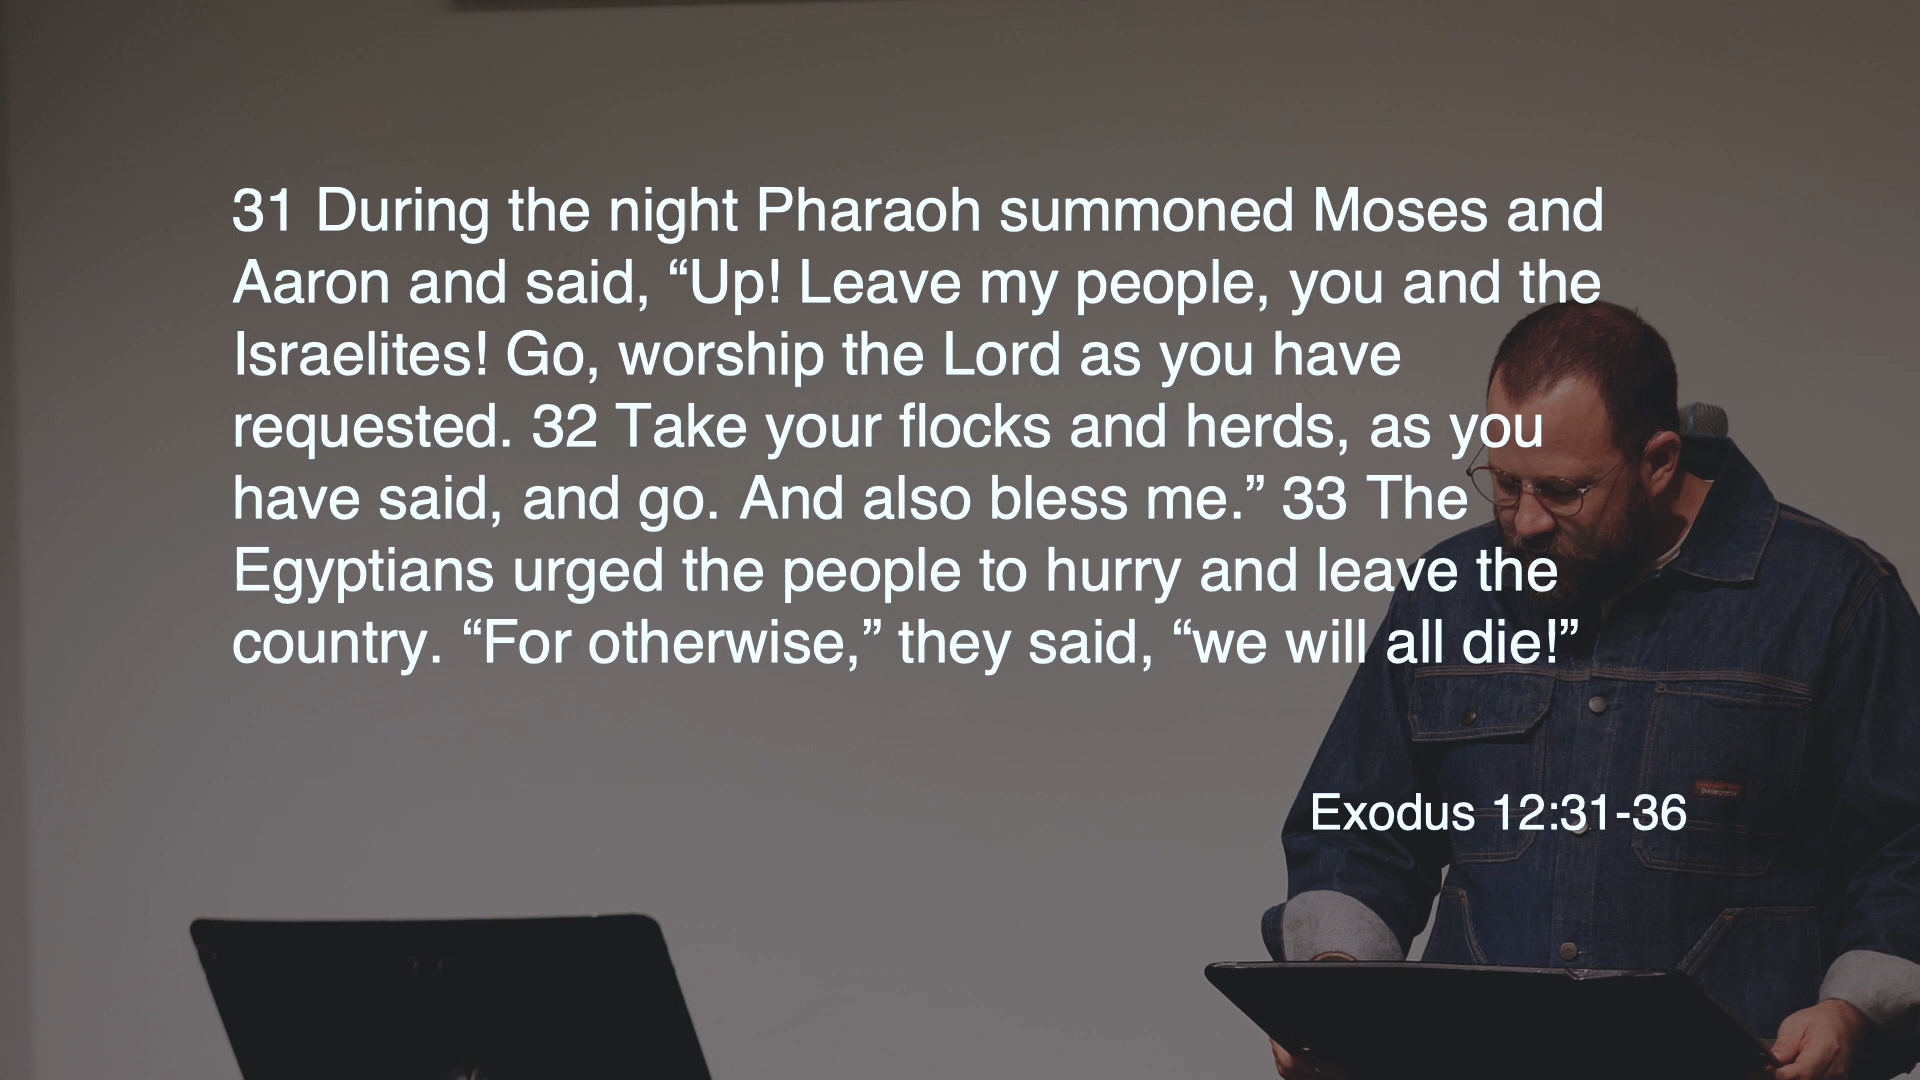 31 During the night Pharaoh summoned Moses and
Aaron and said, “Up! Leave my people, you and the
Israelites! Go, worship the Lord as you have
requested. 32 Take your flocks and herds, as you
have said, and go. And also bless me.” 33 The
Egyptians urged the people to hurry and leave the
country. “For otherwise,” they said, “we will all die!”
Exodus 12:31-36